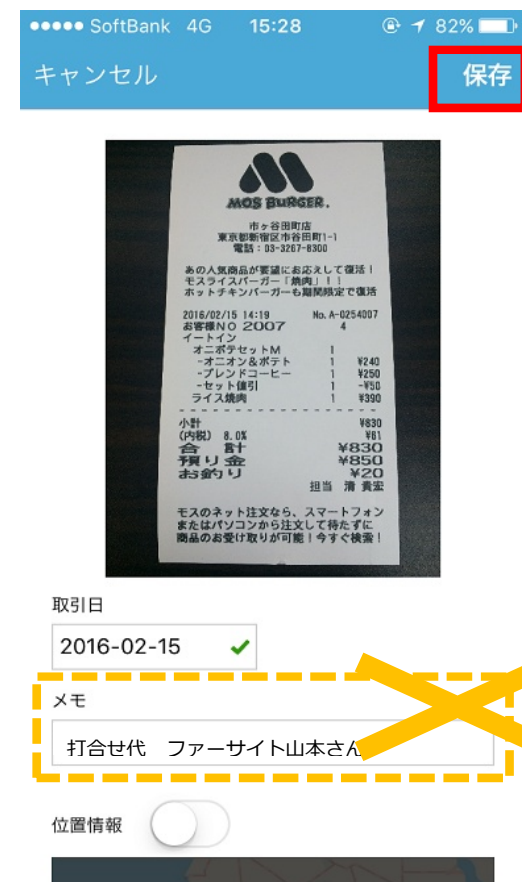 SoftBank 4G 15:28 82%
キャンセル 保存
MOS BURGER.
市ヶ谷田町店
東京都新宿区市谷田町1-1
電話：03-3267-8300
あの人気商品が要望にお応えして復活！
モスライスバーガー「焼肉」！！
ホットチキンバーガーも期間限定で復活
2016/02/15 14:19 No.A-0254007
お客様NO 2007 4
イートイン
オニポテセットM 1
-オニオン&ポテト 1 ¥240
-ブレンドコーヒー 1 ¥250
-セット値引 1 -¥50
ライス焼肉 1 ¥390
小計 ¥830
(内税) 8.0% ¥61
合計 ¥830
預り金 ¥850
お釣り ¥20
担当 清 貴宏
モスのネット注文なら、スマートフォン
またはパソコンから注文して待たずに
商品のお受け取りが可能！今すぐ検索！
取引日
2016-02-15
メモ
打合せ代 ファーサイト山本さん
位置情報